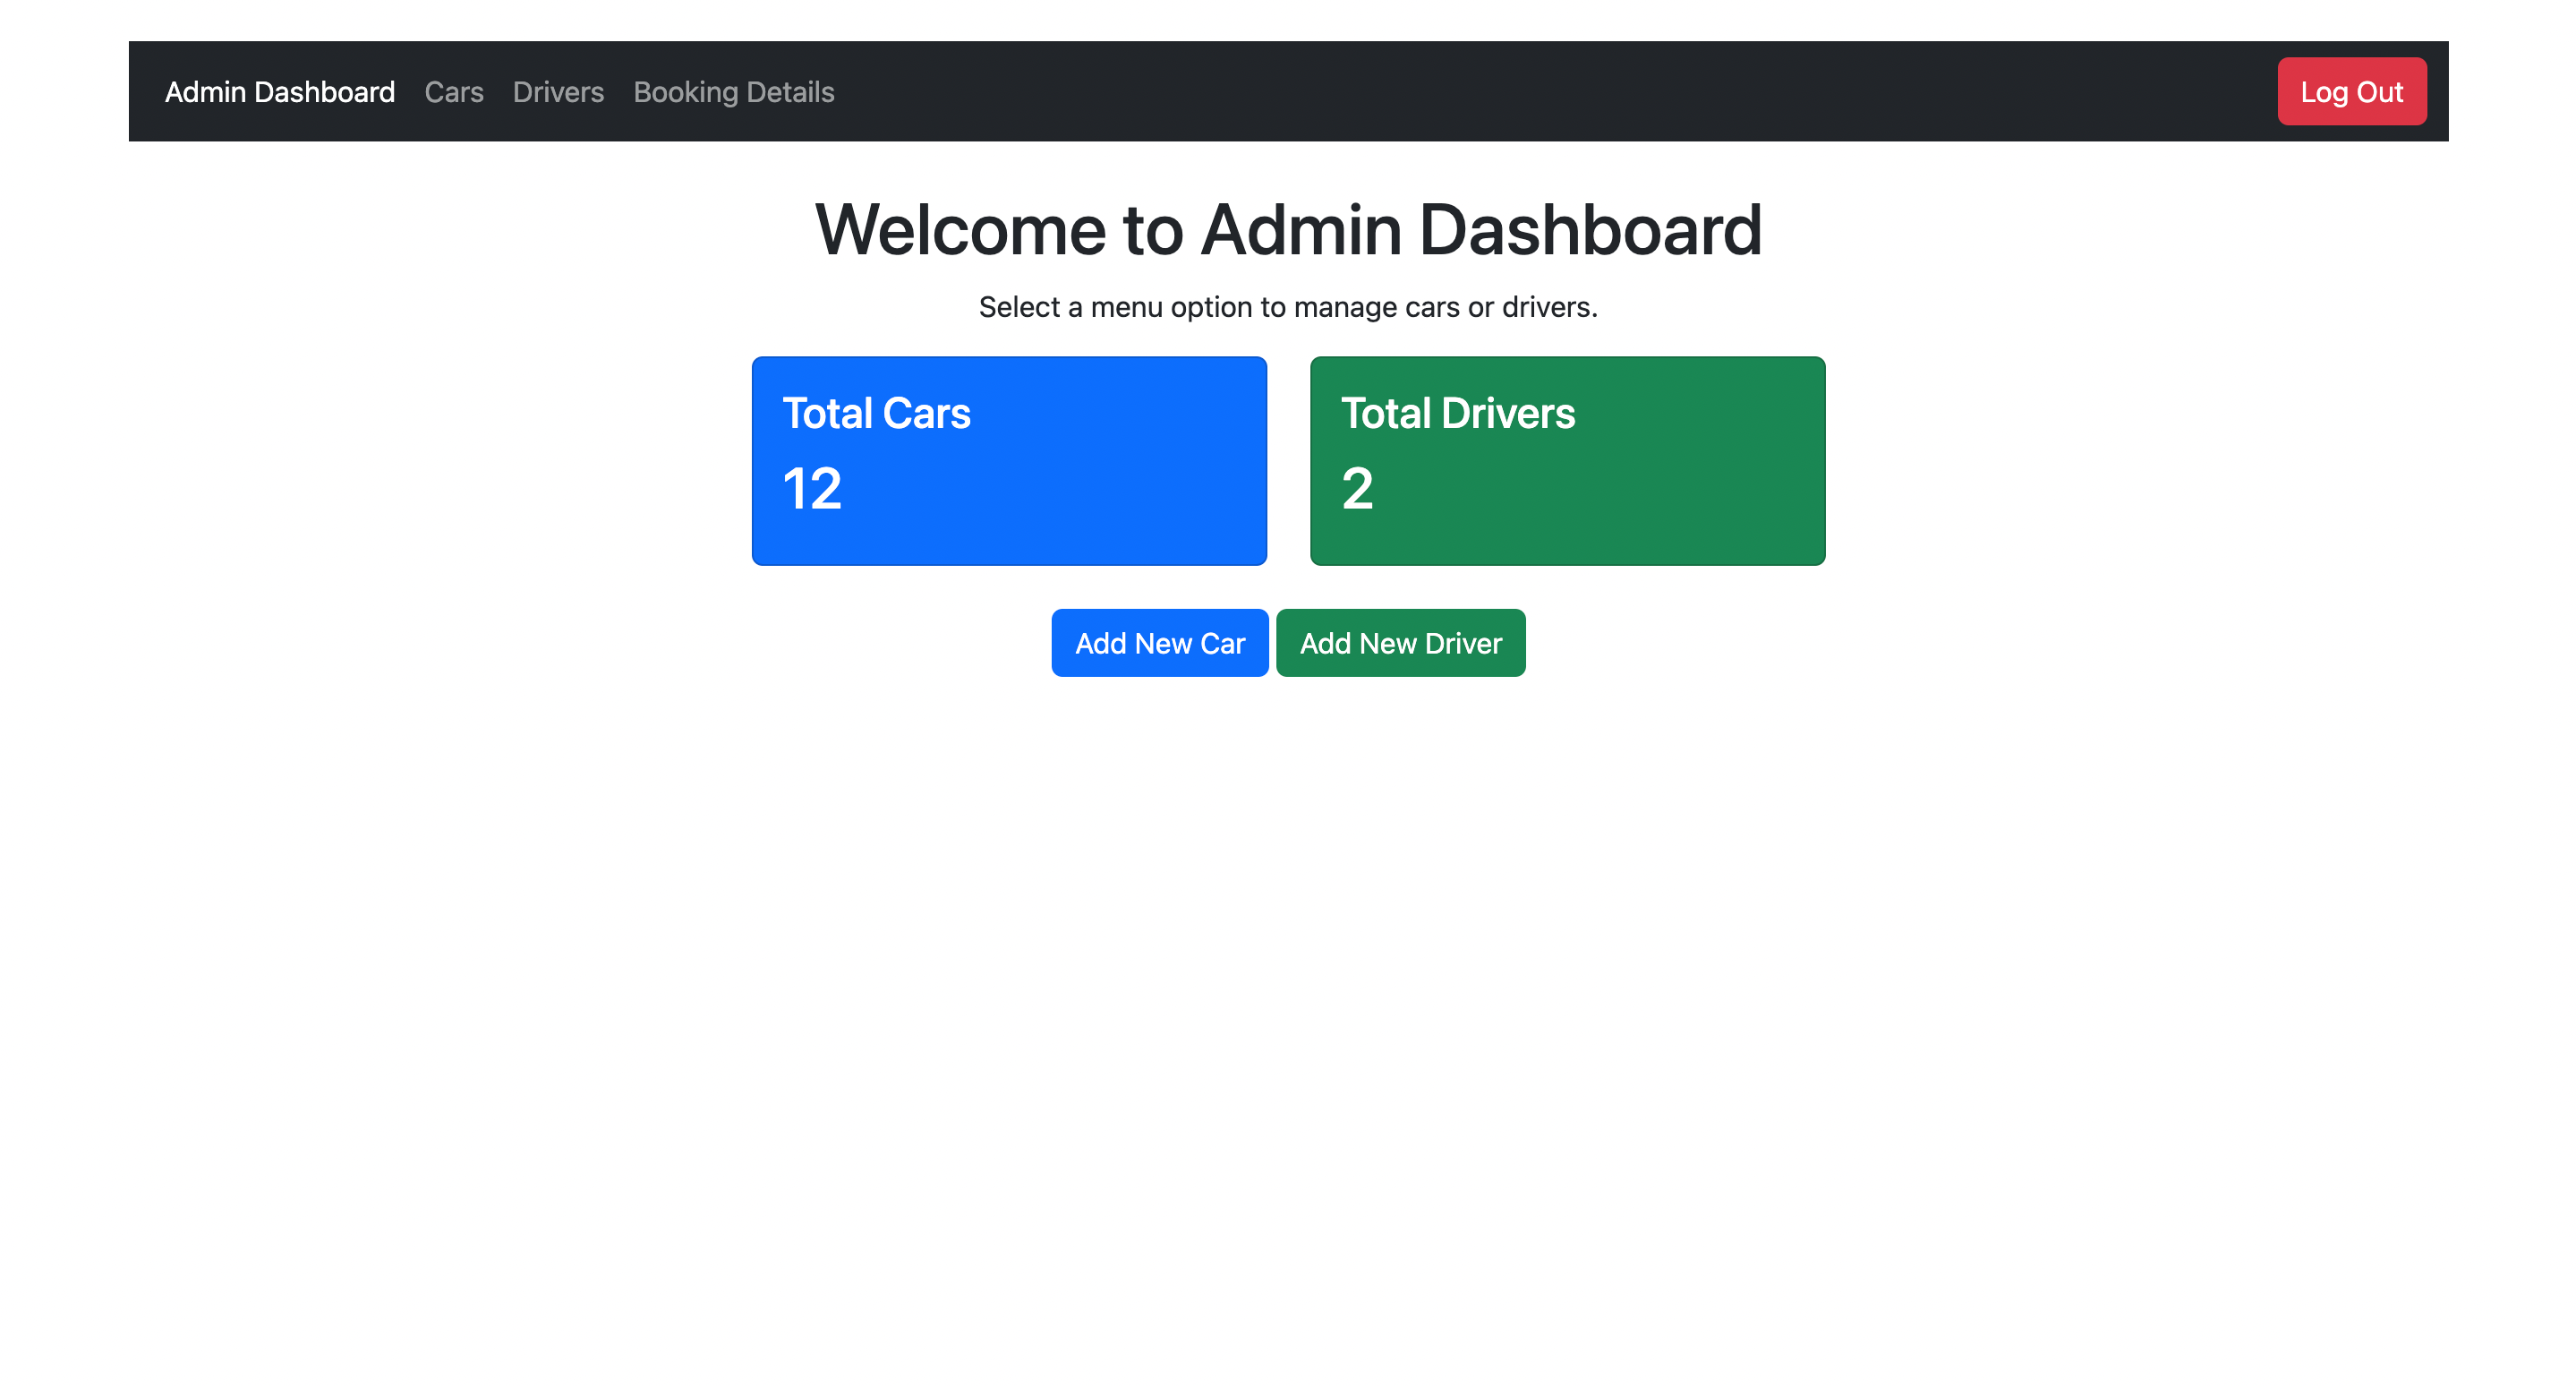 Admin Dashboard Cars Drivers Booking Details Log Out
Welcome to Admin Dashboard
Select a menu option to manage cars or drivers.
Total Cars
12
Total Drivers
2
Add New Car Add New Driver